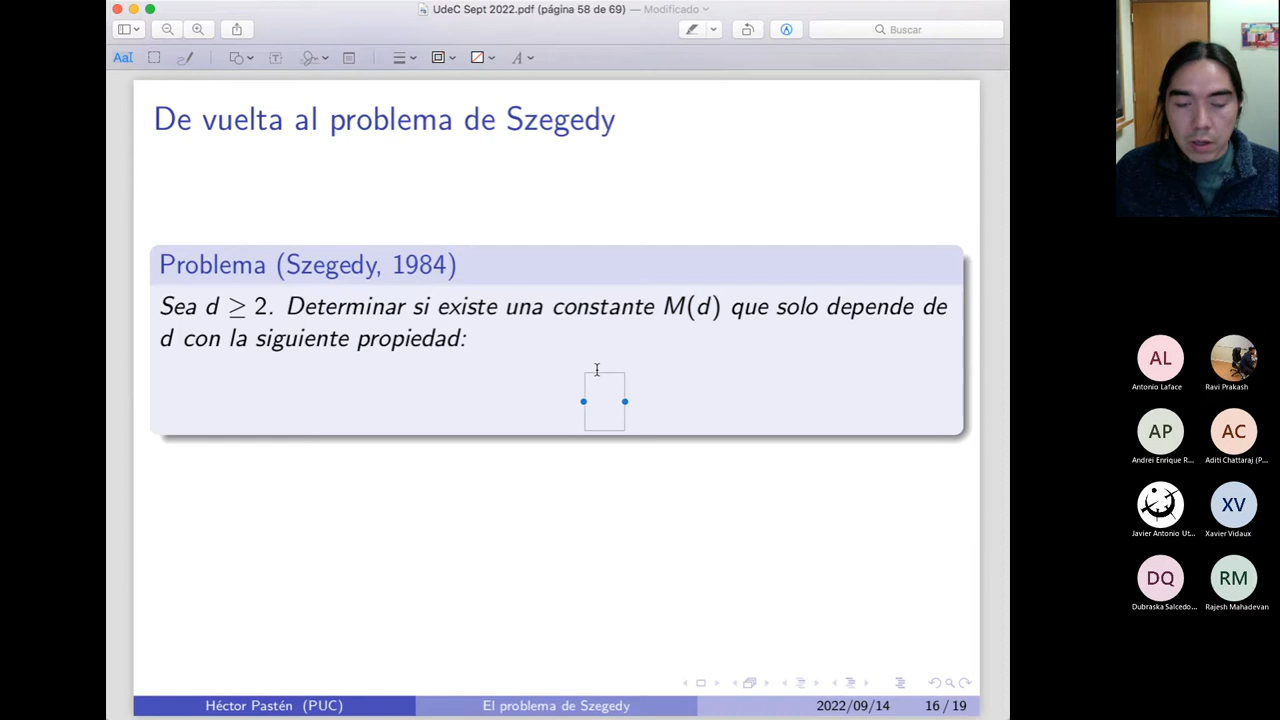 UdeC Sept 2022.pdf (página 58 de 69) — Modificado
Buscar
AaI
A
De vuelta al problema de Szegedy
Problema (Szegedy, 1984)
Sea d ≥ 2. Determinar si existe una constante M(d) que solo depende de
d con la siguiente propiedad:
Héctor Pastén (PUC)
El problema de Szegedy
2022/09/14
16 / 19
AL
Antonio Laface
Ravi Prakash
AP
Andrei Enrique R...
AC
Aditi Chattaraj (P...
Javier Antonio Ut...
XV
Xavier Vidaux
DQ
Dubraska Salcedo...
RM
Rajesh Mahadevan